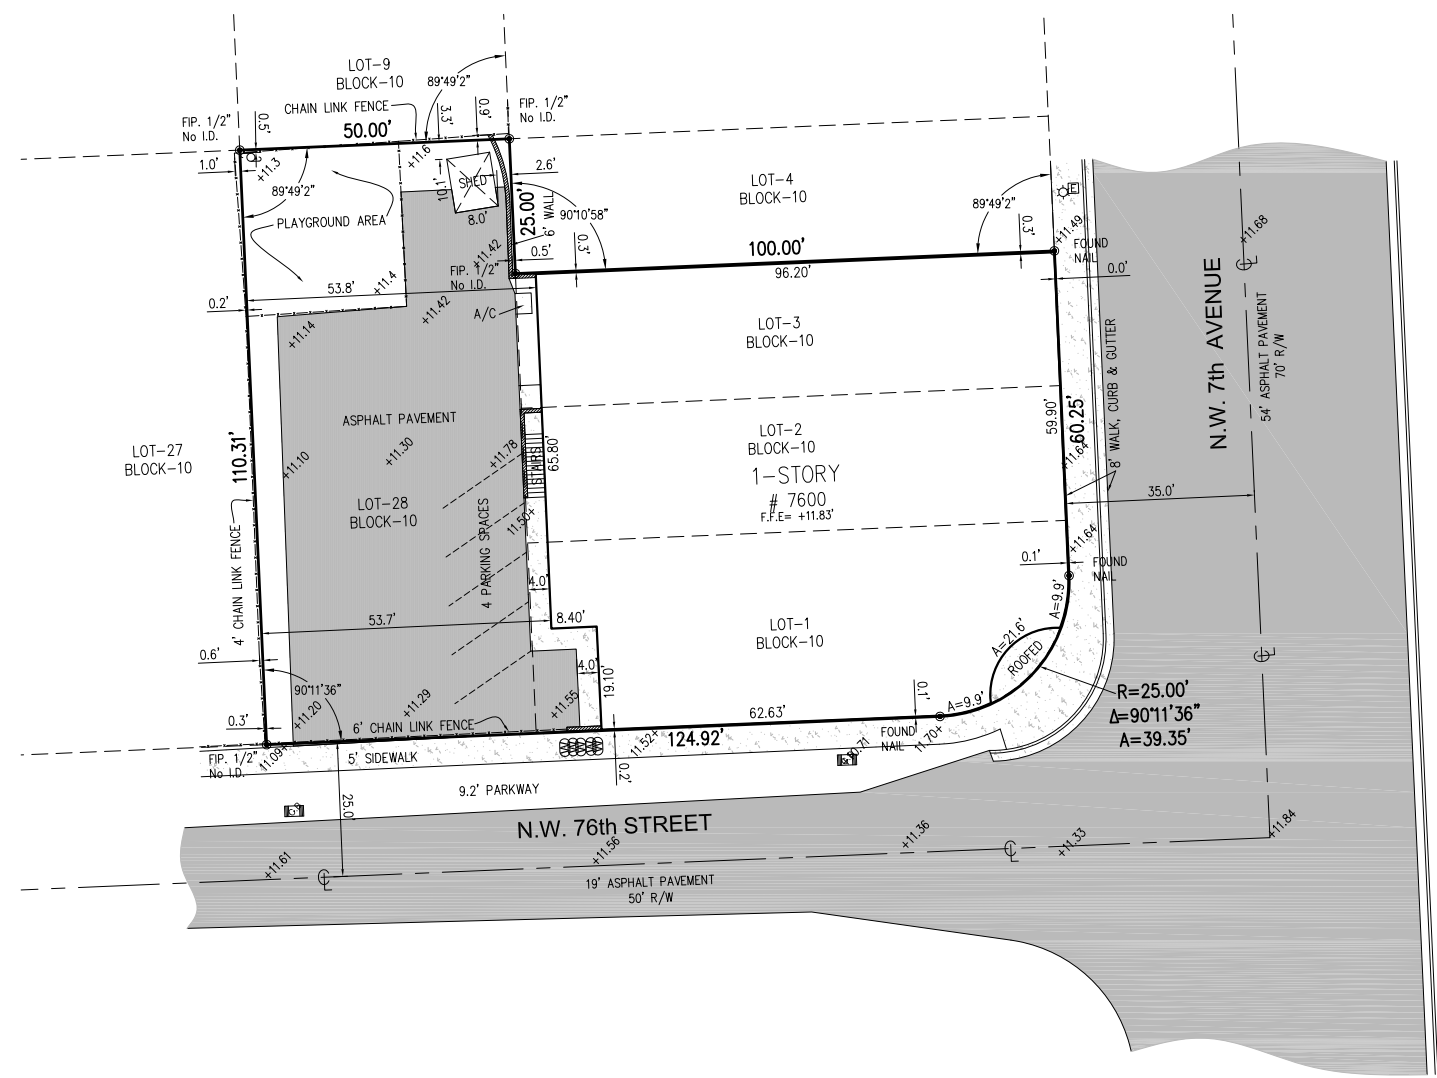 LOT-9
BLOCK-10
89°49'2"
CHAIN LINK FENCE
3.3'
0.9'
FIP. 1/2"
No I.D.
FIP. 1/2"
No I.D.
0.5'
50.00'
1.0'
+11.3
+11.6
89°49'2"
10.1'
SHED
8.0'
2.6'
PLAYGROUND AREA
25.00'
9' WALL
90°10'58"
LOT-4
BLOCK-10
89°49'2"
0.3'
+11.49
FOUND
NAIL
0.0'
+11.68
+11.42
0.5'
0.3'
100.00'
96.20'
FIP. 1/2"
No I.D.
53.8'
+11.4
0.2'
+11.42
A/C
+11.14
LOT-3
BLOCK-10
N.W. 7th AVENUE
54' ASPHALT PAVEMENT
70' R/W
8' WALK, CURB & GUTTER
ASPHALT PAVEMENT
LOT-27
BLOCK-10
110.31'
+11.10
+11.30
+11.78
STAIRS
65.80'
LOT-2
BLOCK-10
1-STORY
# 7600
F.F.E= +11.83'
59.90'
60.25'
+11.64
35.0'
LOT-28
BLOCK-10
4 PARKING SPACES
11.50+
4' CHAIN LINK FENCE
+11.64
0.1'
FOUND
NAIL
4.0'
8.40'
53.7'
LOT-1
BLOCK-10
A=9.9'
A=21.6'
ROOFED
0.6'
90°11'36"
4.0'
19.10'
0.1'
A=9.9'
R=25.00'
Δ=90°11'36"
A=39.35'
+11.20
+11.29
+11.55
0.3'
6' CHAIN LINK FENCE
62.63'
124.92'
FOUND
NAIL
11.70+
FIP. 1/2"
No I.D.
11.09+
5' SIDEWALK
11.52+
0.2'
9.2' PARKWAY
25.0'
N.W. 76th STREET
+11.61
+11.56
+11.36
+11.33
+11.84
19' ASPHALT PAVEMENT
50' R/W